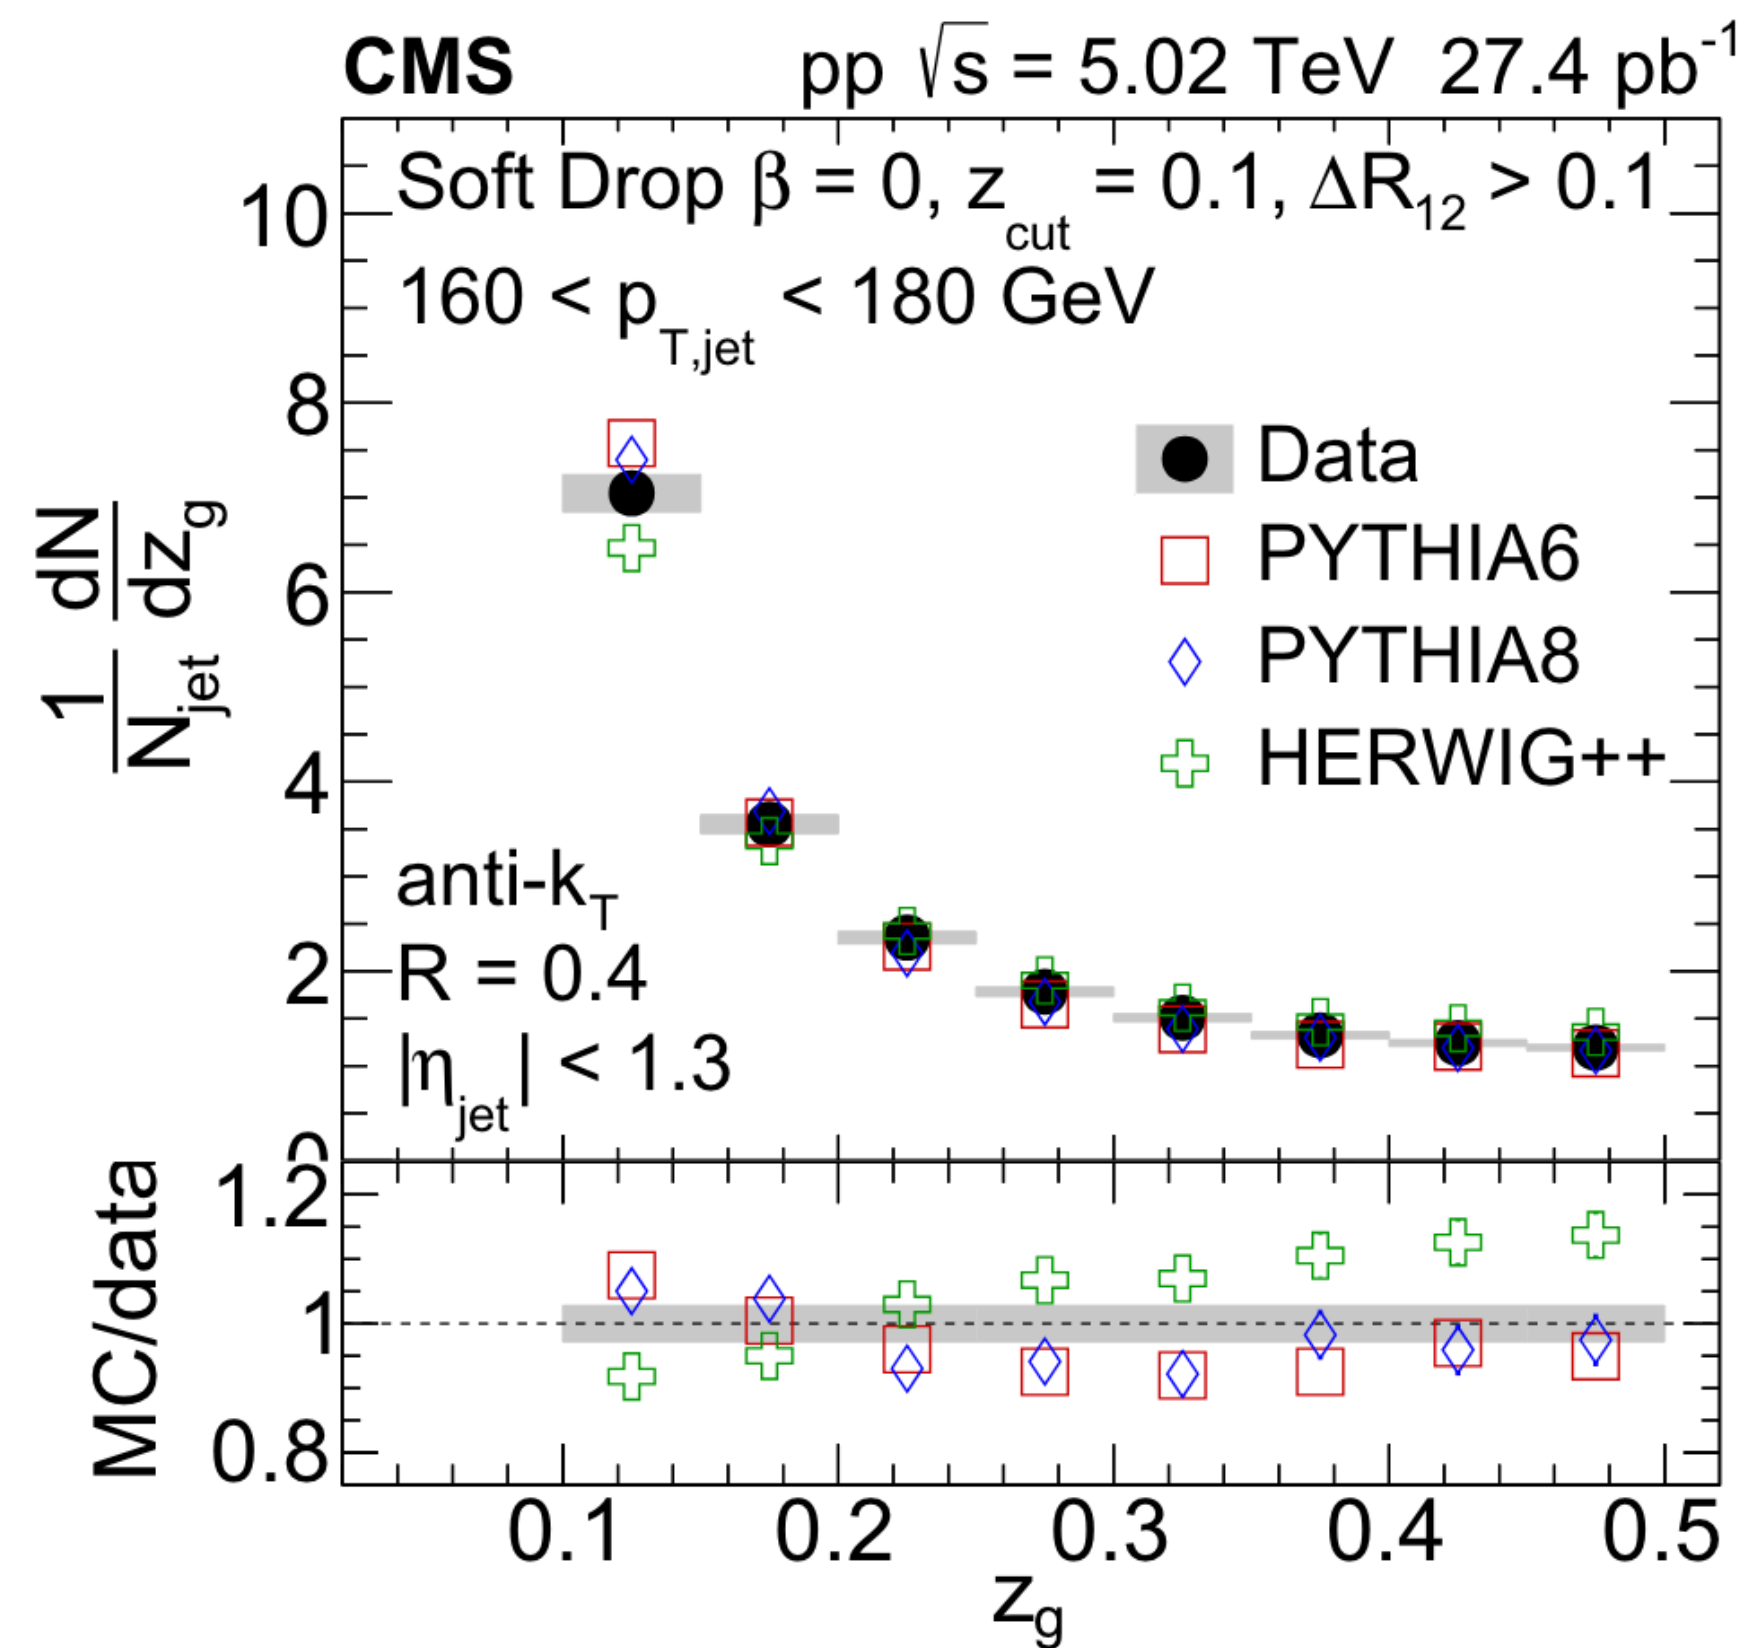 CMS pp √s = 5.02 TeV 27.4 pb⁻¹
Soft Drop β = 0, z_cut = 0.1, ΔR₁₂ > 0.1
160 < p_T,jet < 180 GeV
Data
PYTHIA6
PYTHIA8
HERWIG++
anti-k_T
R = 0.4
|η_jet| < 1.3
1/N_jet dN/dz_g
10
8
6
4
2
0
MC/data
1.2
1
0.8
0.1 0.2 0.3 0.4 0.5
z_g